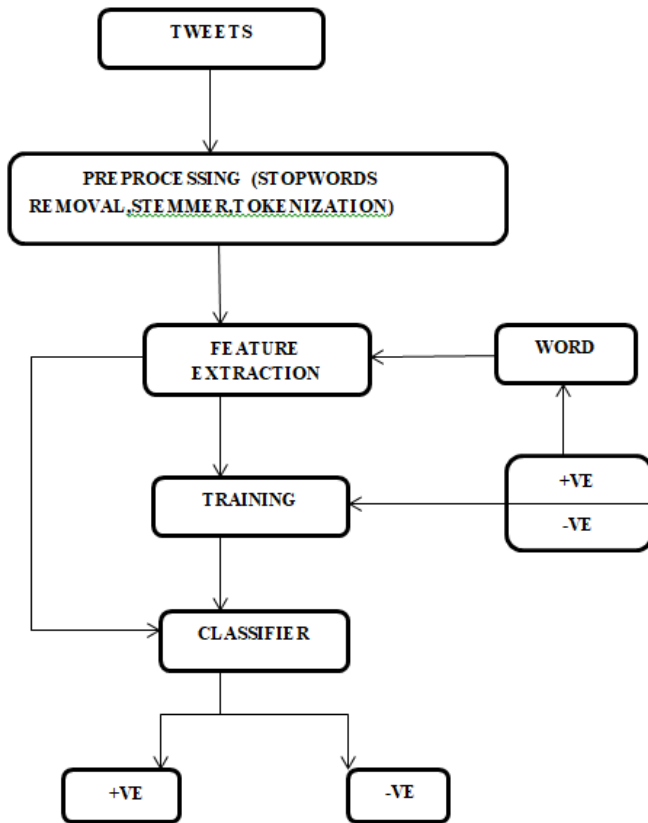 TWEETS
PREPROCESSING (STOPWORDS
REMOVAL,STEMMER,TOKENIZATION)
FEATURE
EXTRACTION
WORD
+VE
-VE
TRAINING
CLASSIFIER
+VE
-VE